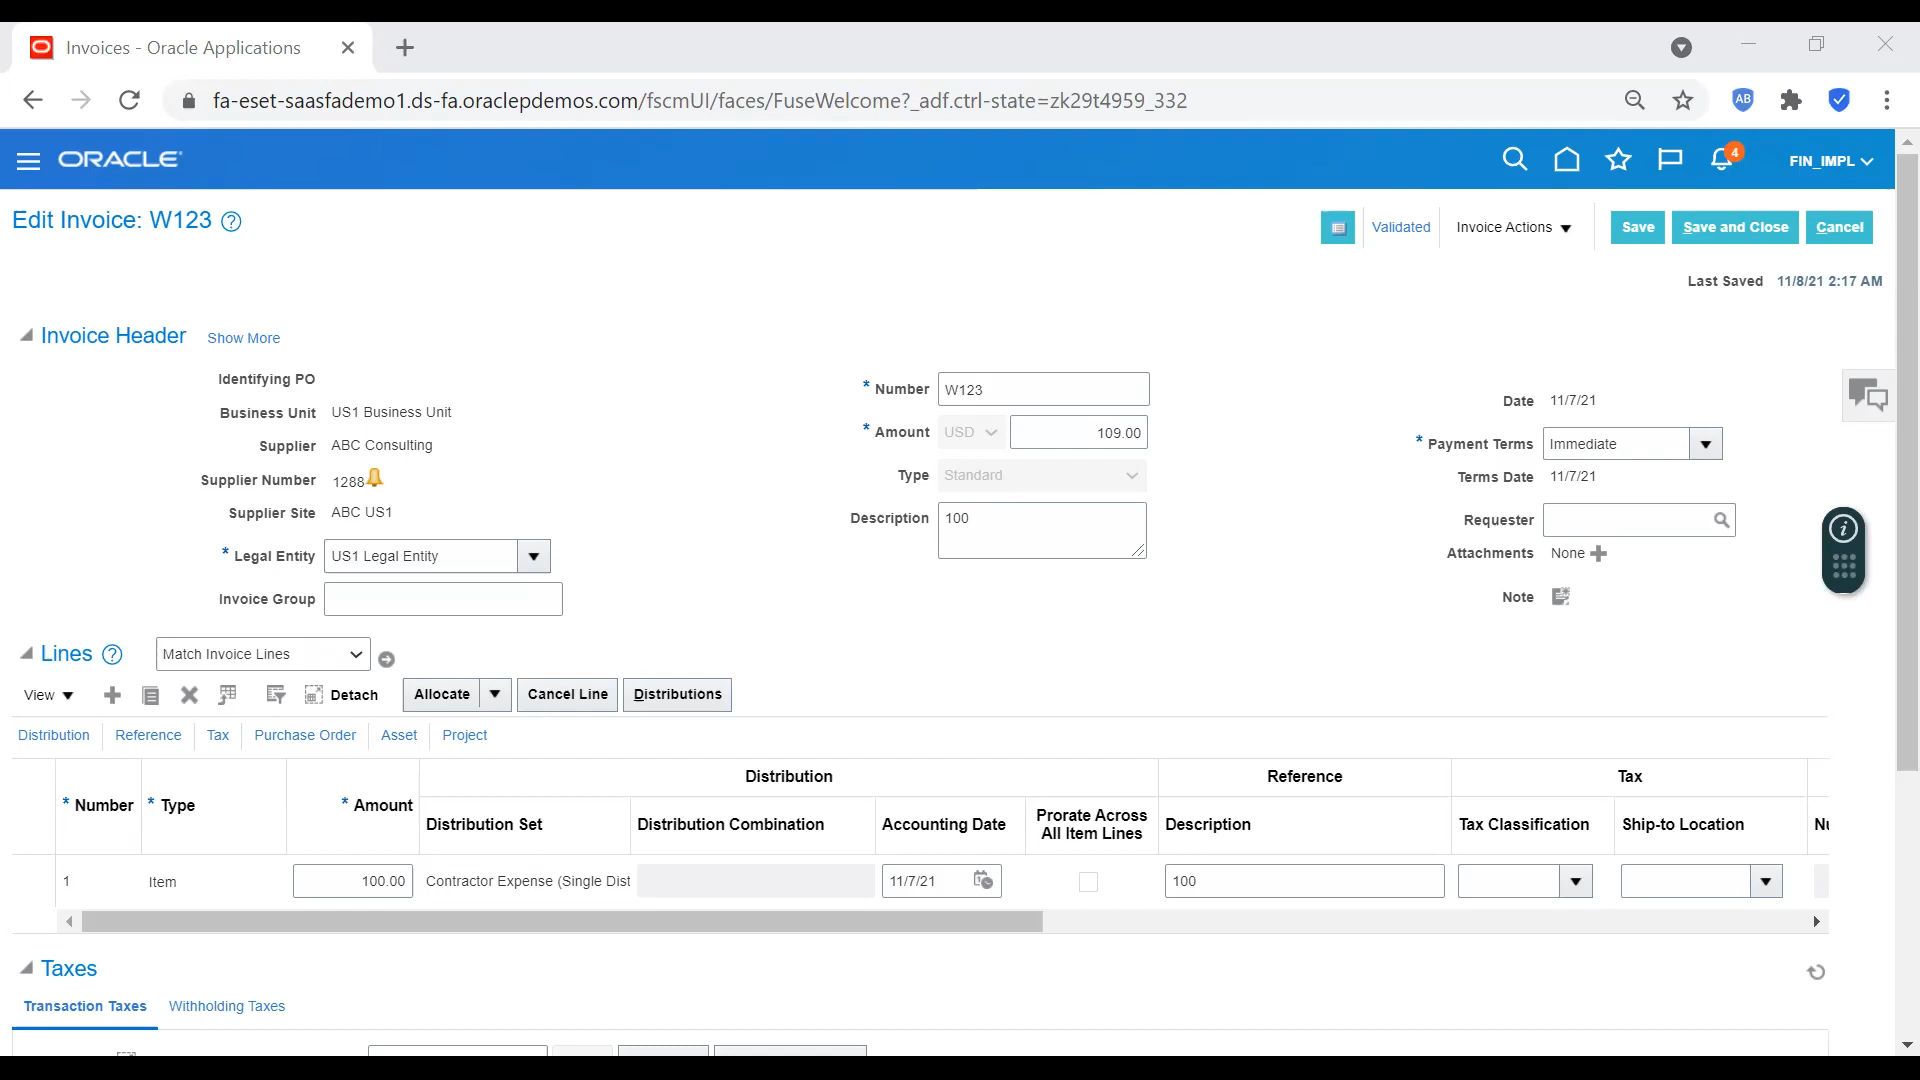 Invoices - Oracle Applications
fa-eset-saasfademo1.ds-fa.oraclepdemos.com/fscmUI/faces/FuseWelcome?_adf.ctrl-state=zk29t4959_332
AB
ORACLE
4
FIN_IMPL
Edit Invoice: W123
Validated
Invoice Actions
Save
Save and Close
Cancel
Last Saved 11/8/21 2:17 AM
Invoice Header
Show More
Identifying PO
Business Unit US1 Business Unit
Supplier ABC Consulting
Supplier Number 1288
Supplier Site ABC US1
* Legal Entity US1 Legal Entity
Invoice Group
* Number W123
* Amount USD 109.00
Type Standard
Description 100
Date 11/7/21
* Payment Terms Immediate
Terms Date 11/7/21
Requester
Attachments None
Note
Lines
Match Invoice Lines
View
Detach
Allocate
Cancel Line
Distributions
Distribution Reference Tax Purchase Order Asset Project
Distribution Reference Tax
* Number * Type * Amount Distribution Set Distribution Combination Accounting Date Prorate Across All Item Lines Description Tax Classification Ship-to Location
1 Item 100.00 Contractor Expense (Single Dist 11/7/21 100
Taxes
Transaction Taxes Withholding Taxes